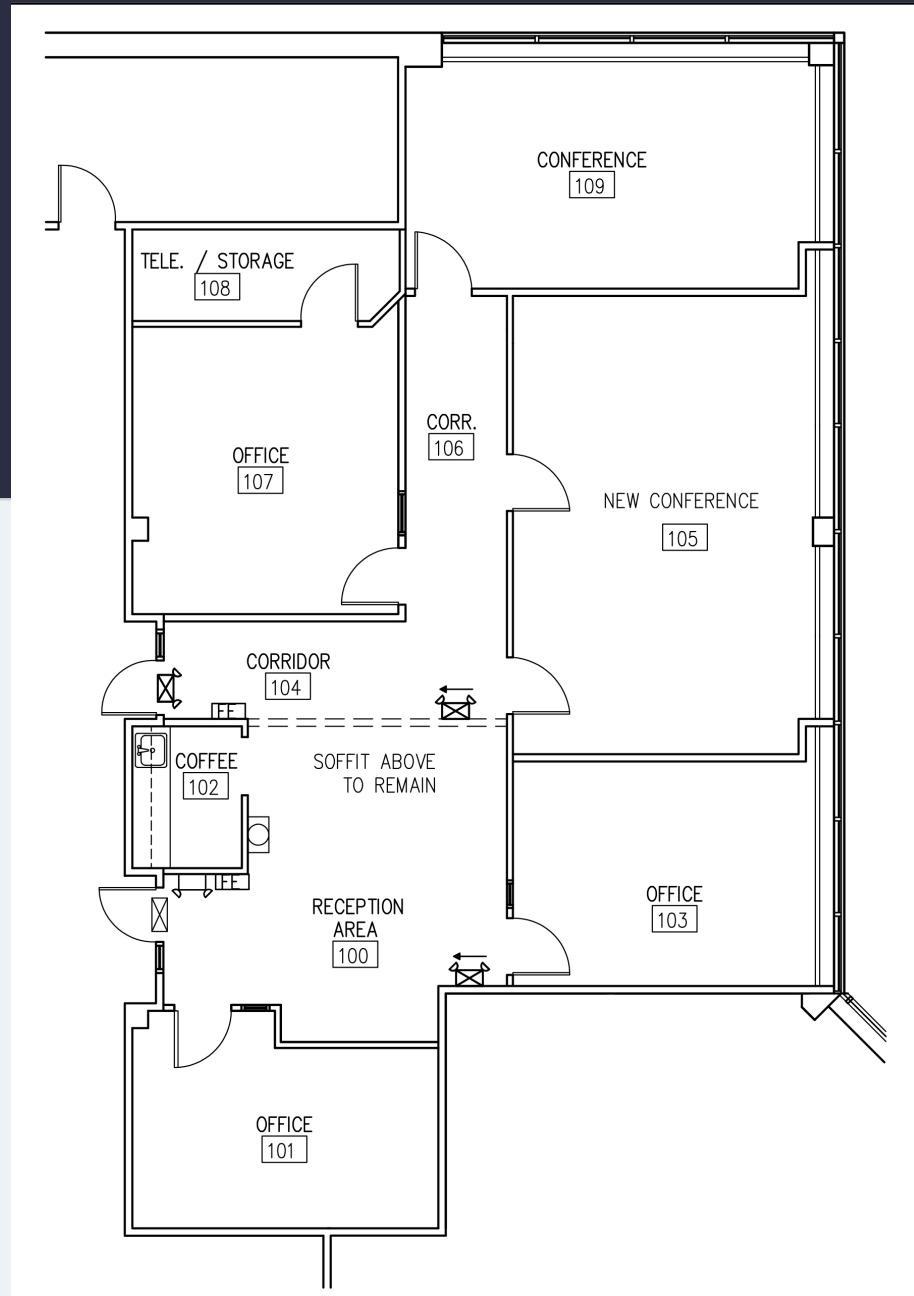 CONFERENCE
109
TELE. / STORAGE
108
CORR.
106
OFFICE
107
NEW CONFERENCE
105
CORRIDOR
104
FE
COFFEE
102
SOFFIT ABOVE
TO REMAIN
FE
OFFICE
103
RECEPTION
AREA
100
OFFICE
101